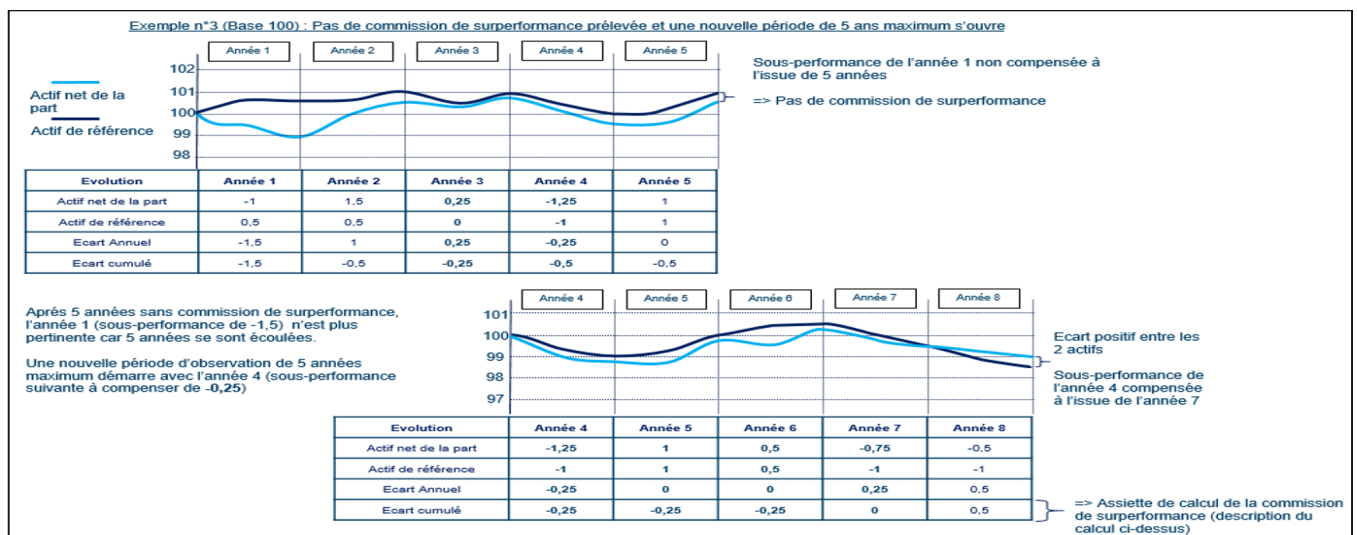 Exemple n°3 (Base 100) : Pas de commission de surperformance prélevée et une nouvelle période de 5 ans maximum s'ouvre
Année 1 Année 2 Année 3 Année 4 Année 5
102
101
100
99
98
Actif net de la
part
Actif de référence
Sous-performance de l'année 1 non compensée à
l'issue de 5 années
=> Pas de commission de surperformance
Evolution Année 1 Année 2 Année 3 Année 4 Année 5
Actif net de la part -1 1,5 0,25 -1,25 1
Actif de référence 0,5 0,5 0 -1 1
Ecart Annuel -1,5 1 0,25 -0,25 0
Ecart cumulé -1,5 -0,5 -0,25 -0,5 -0,5
Aprés 5 années sans commission de surperformance,
l'année 1 (sous-performance de -1,5) n'est plus
pertinente car 5 années se sont écoulées.
Une nouvelle période d'observation de 5 années
maximum démarre avec l'année 4 (sous-performance
suivante à compenser de -0,25)
Année 4 Année 5 Année 6 Année 7 Année 8
101
100
99
98
97
Ecart positif entre les
2 actifs
Sous-performance de
l'année 4 compensée
à l'issue de l'année 7
Evolution Année 4 Année 5 Année 6 Année 7 Année 8
Actif net de la part -1,25 1 0,5 -0,75 -0,5
Actif de référence -1 1 0,5 -1 -1
Ecart Annuel -0,25 0 0 0,25 0,5
Ecart cumulé -0,25 -0,25 -0,25 0 0,5
=> Assiette de calcul de la commission
de surperformance (description du
calcul ci-dessus)